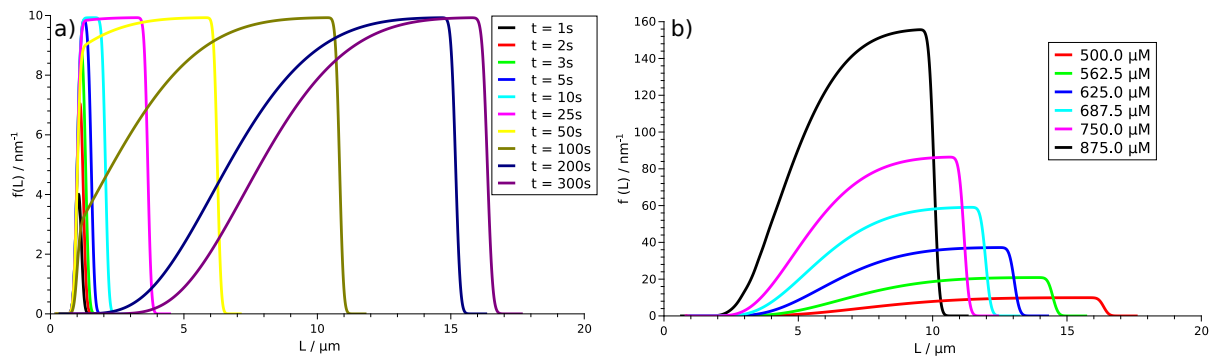 a)
10
8
6
4
2
0
f(L) / nm⁻¹
0
5
10
15
20
L / μm
t = 1s
t = 2s
t = 3s
t = 5s
t = 10s
t = 25s
t = 50s
t = 100s
t = 200s
t = 300s
b)
160
140
120
100
80
60
40
20
0
f (L) / nm⁻¹
0
5
10
15
20
L / μm
500.0 μM
562.5 μM
625.0 μM
687.5 μM
750.0 μM
875.0 μM